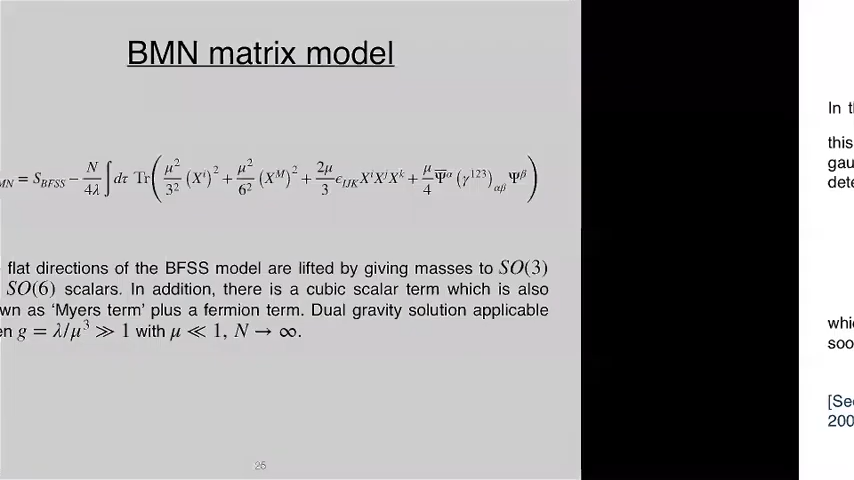 BMN matrix model
MN = S_BFSS − N/4λ ∫dτ Tr( μ²/3² (Xⁱ)² + μ²/6² (X^M)² + 2μ/3 ϵ_IJK XⁱXʲXᵏ + μ/4 Ψ̄^α (γ¹²³)_αβ Ψ^β )
flat directions of the BFSS model are lifted by giving masses to SO(3)
SO(6) scalars. In addition, there is a cubic scalar term which is also
wn as ‘Myers term’ plus a fermion term. Dual gravity solution applicable
en g = λ/μ³ ≫ 1 with μ ≪ 1, N → ∞.
In t
this
gau
dete
whi
soo
[Se
200